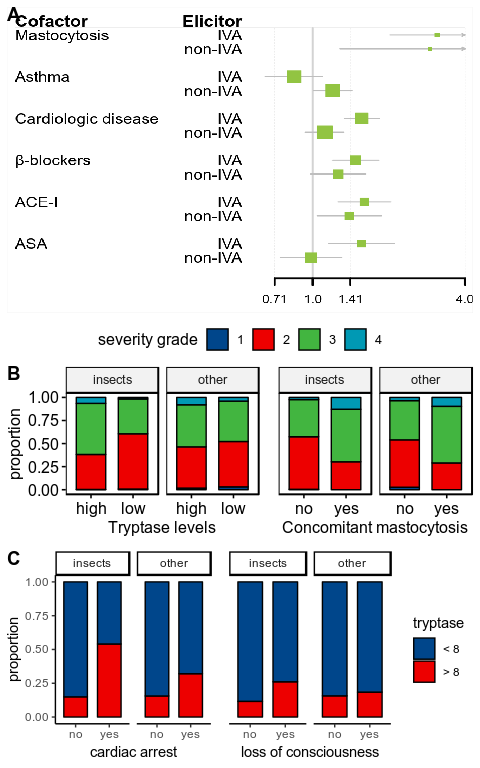 A
Cofactor Elicitor
Mastocytosis IVA
non-IVA
Asthma IVA
non-IVA
Cardiologic disease IVA
non-IVA
β-blockers IVA
non-IVA
ACE-I IVA
non-IVA
ASA IVA
non-IVA
0.71 1.0 1.41 4.0
severity grade 1 2 3 4
B
insects other insects other
proportion
1.00
0.75
0.50
0.25
0.00
high low high low no yes no yes
Tryptase levels Concomitant mastocytosis
C
insects other insects other
proportion
1.00
0.75
0.50
0.25
0.00
no yes no yes no yes no yes
cardiac arrest loss of consciousness
tryptase
< 8
> 8